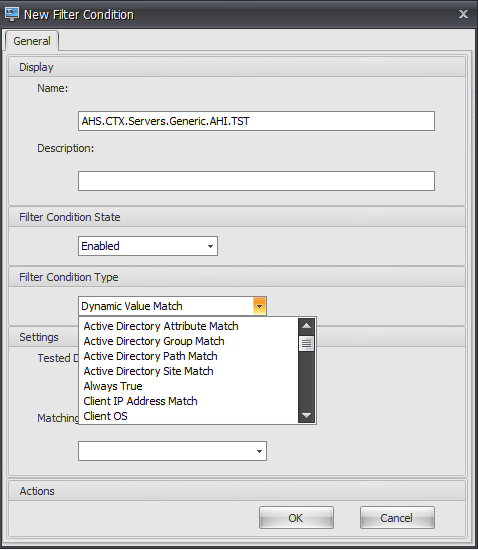 New Filter Condition
General
Display
Name:
AHS.CTX.Servers.Generic.AHI.TST
Description:
Filter Condition State
Enabled
Filter Condition Type
Dynamic Value Match
Active Directory Attribute Match
Active Directory Group Match
Active Directory Path Match
Active Directory Site Match
Always True
Client IP Address Match
Client OS
Settings
Tested D
Matching
Actions
OK Cancel